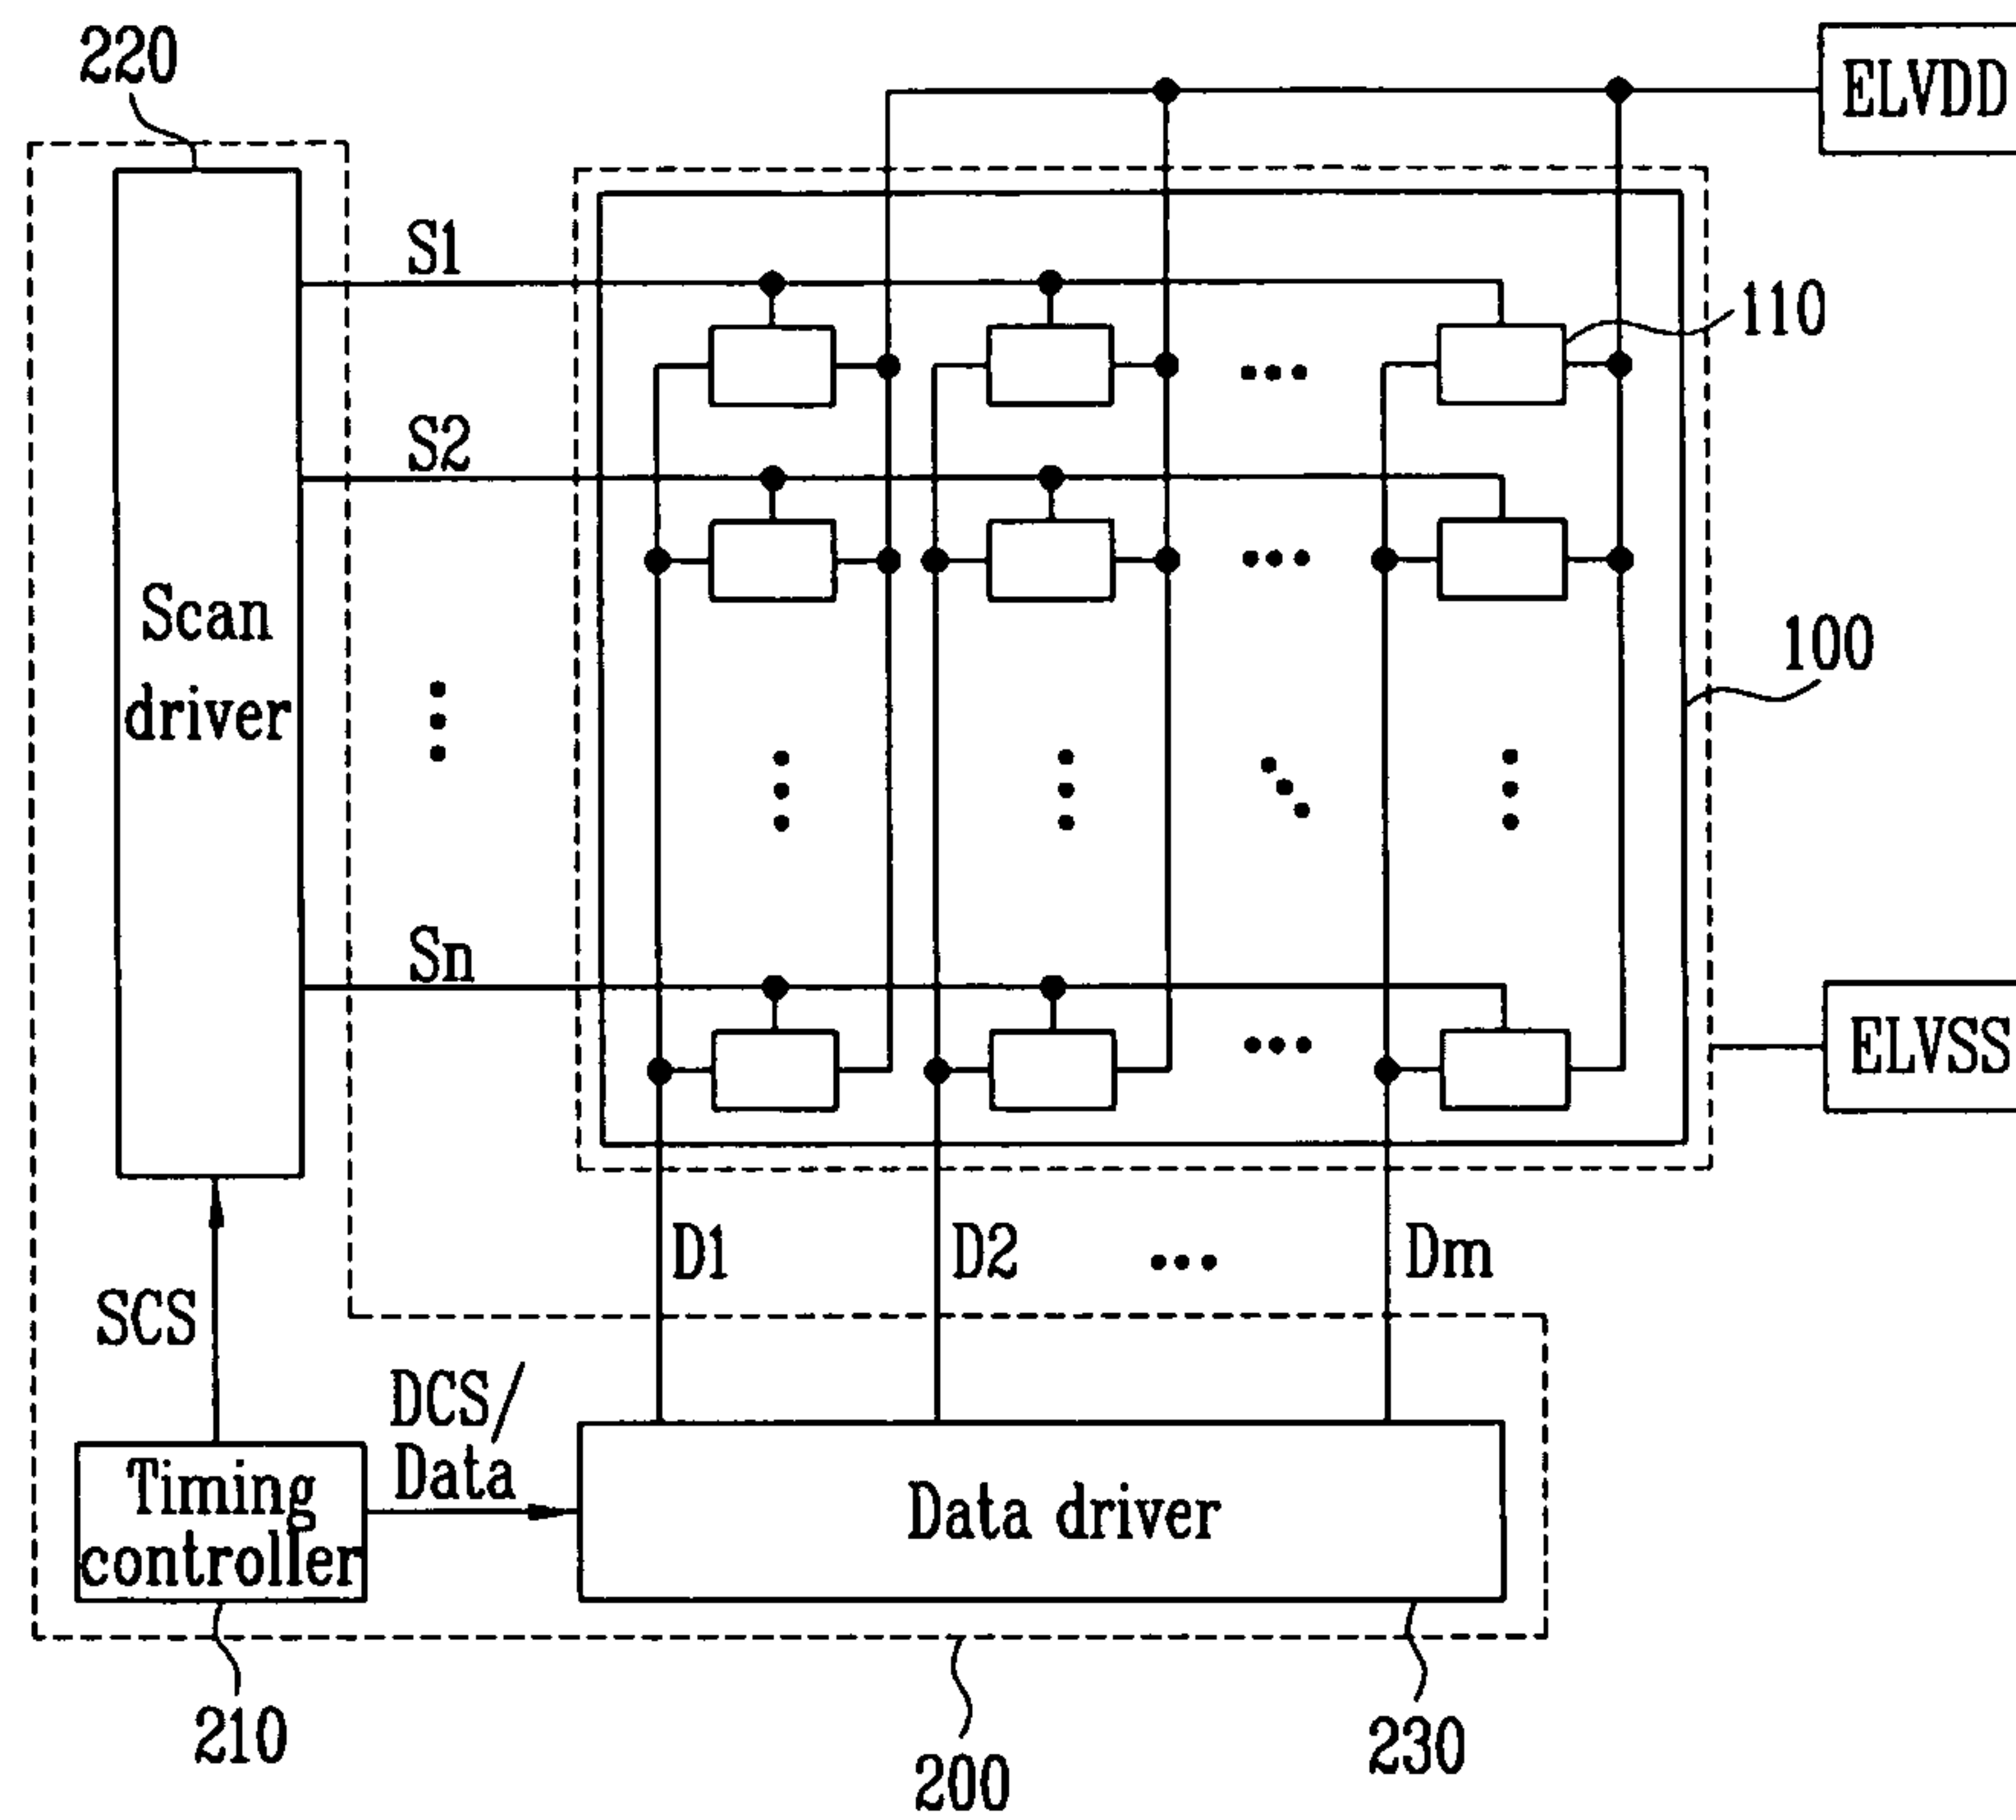 220
ELVDD
S1
110
S2
Scan
driver
100
Sn
ELVSS
D1
D2
Dm
SCS
DCS/
Data
Timing
controller
Data driver
210
200
230